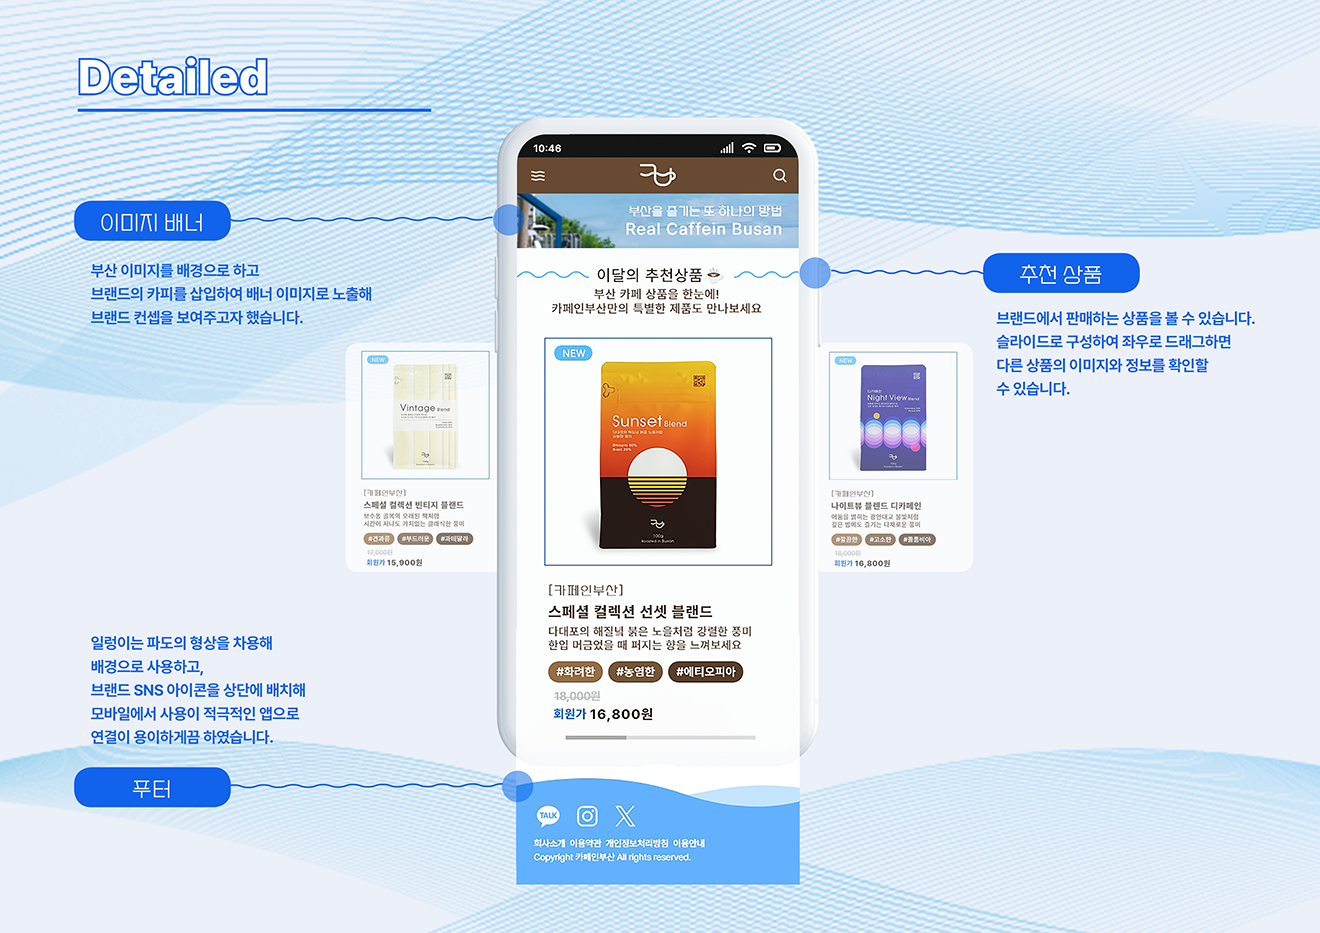 Detailed
이미지 배너
부산 이미지를 배경으로 하고
브랜드의 카피를 삽입하여 배너 이미지로 노출해
브랜드 컨셉을 보여주고자 했습니다.
10:46
부산을 즐기는 또 하나의 방법
Real Caffein Busan
이달의 추천상품
부산 카페 상품을 한눈에!
카페인부산만의 특별한 제품도 만나보세요
추천 상품
브랜드에서 판매하는 상품을 볼 수 있습니다.
슬라이드로 구성하여 좌우로 드래그하면
다른 상품의 이미지와 정보를 확인할
수 있습니다.
NEW
Vintage Blend
[카페인부산]
스페셜 컬렉션 빈티지 블랜드
보수동 골목의 오래된 책처럼
시간이 지나도 가치있는 클래식한 풍미
#견과류 #부드러운 #과테말라
17,000원
회원가 15,900원
NEW
Sunset Blend
Ethiopia 80%
Brazil 20%
100g
Roasted in Busan
[카페인부산]
스페셜 컬렉션 선셋 블랜드
다대포의 해질녘 붉은 노을처럼 강렬한 풍미
한입 머금었을 때 퍼지는 향을 느껴보세요
#화려한 #농염한 #에티오피아
18,000원
회원가 16,800원
NEW
Night View Blend
[카페인부산]
나이트뷰 블렌드 디카페인
어둠을 밝히는 광안대교 불빛처럼
깊은 밤에도 즐기는 다채로운 풍미
#깔끔한 #고소한 #콜롬비아
18,000원
회원가 16,800원
일렁이는 파도의 형상을 차용해
배경으로 사용하고,
브랜드 SNS 아이콘을 상단에 배치해
모바일에서 사용이 적극적인 앱으로
연결이 용이하게끔 하였습니다.
푸터
TALK
회사소개 이용약관 개인정보처리방침 이용안내
Copyright 카페인부산 All rights reserved.